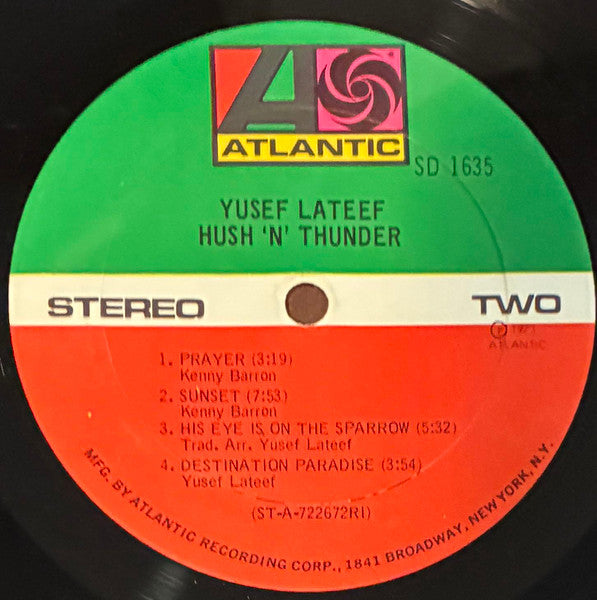 A
ATLANTIC
SD 1635
YUSEF LATEEF
HUSH 'N' THUNDER
STEREO
TWO
ATLANTIC
1. PRAYER (3:19)
Kenny Barron
2. SUNSET (7:53)
Kenny Barron
3. HIS EYE IS ON THE SPARROW (5:32)
Trad. Arr. Yusef Lateef
4. DESTINATION PARADISE (3:54)
Yusef Lateef
(ST-A-722672RI)
MFG. BY ATLANTIC RECORDING CORP., 1841 BROADWAY, NEW YORK, N.Y.